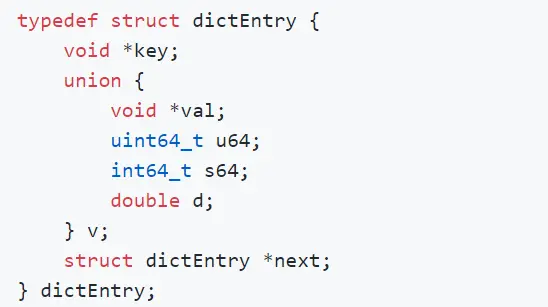 typedef struct dictEntry {
    void *key;
    union {
        void *val;
        uint64_t u64;
        int64_t s64;
        double d;
    } v;
    struct dictEntry *next;
} dictEntry;